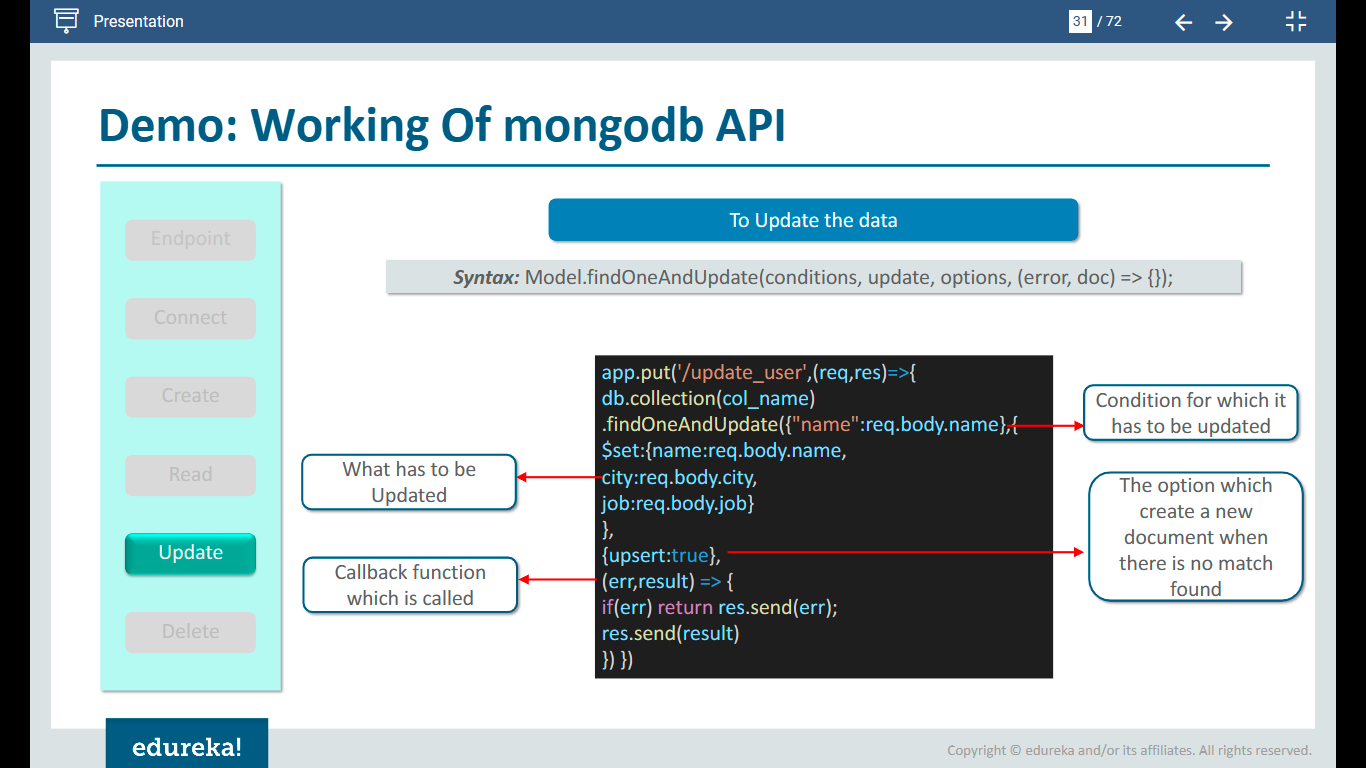 Presentation
31 / 72
Demo: Working Of mongodb API
Endpoint
Connect
Create
Read
Update
Delete
To Update the data
Syntax: Model.findOneAndUpdate(conditions, update, options, (error, doc) => {});
app.put('/update_user',(req,res)=>{
db.collection(col_name)
.findOneAndUpdate({"name":req.body.name},{
$set:{name:req.body.name,
city:req.body.city,
job:req.body.job}
},
{upsert:true},
(err,result) => {
if(err) return res.send(err);
res.send(result)
}) })
What has to be
Updated
Callback function
which is called
Condition for which it
has to be updated
The option which
create a new
document when
there is no match
found
edureka!
Copyright © edureka and/or its affiliates. All rights reserved.